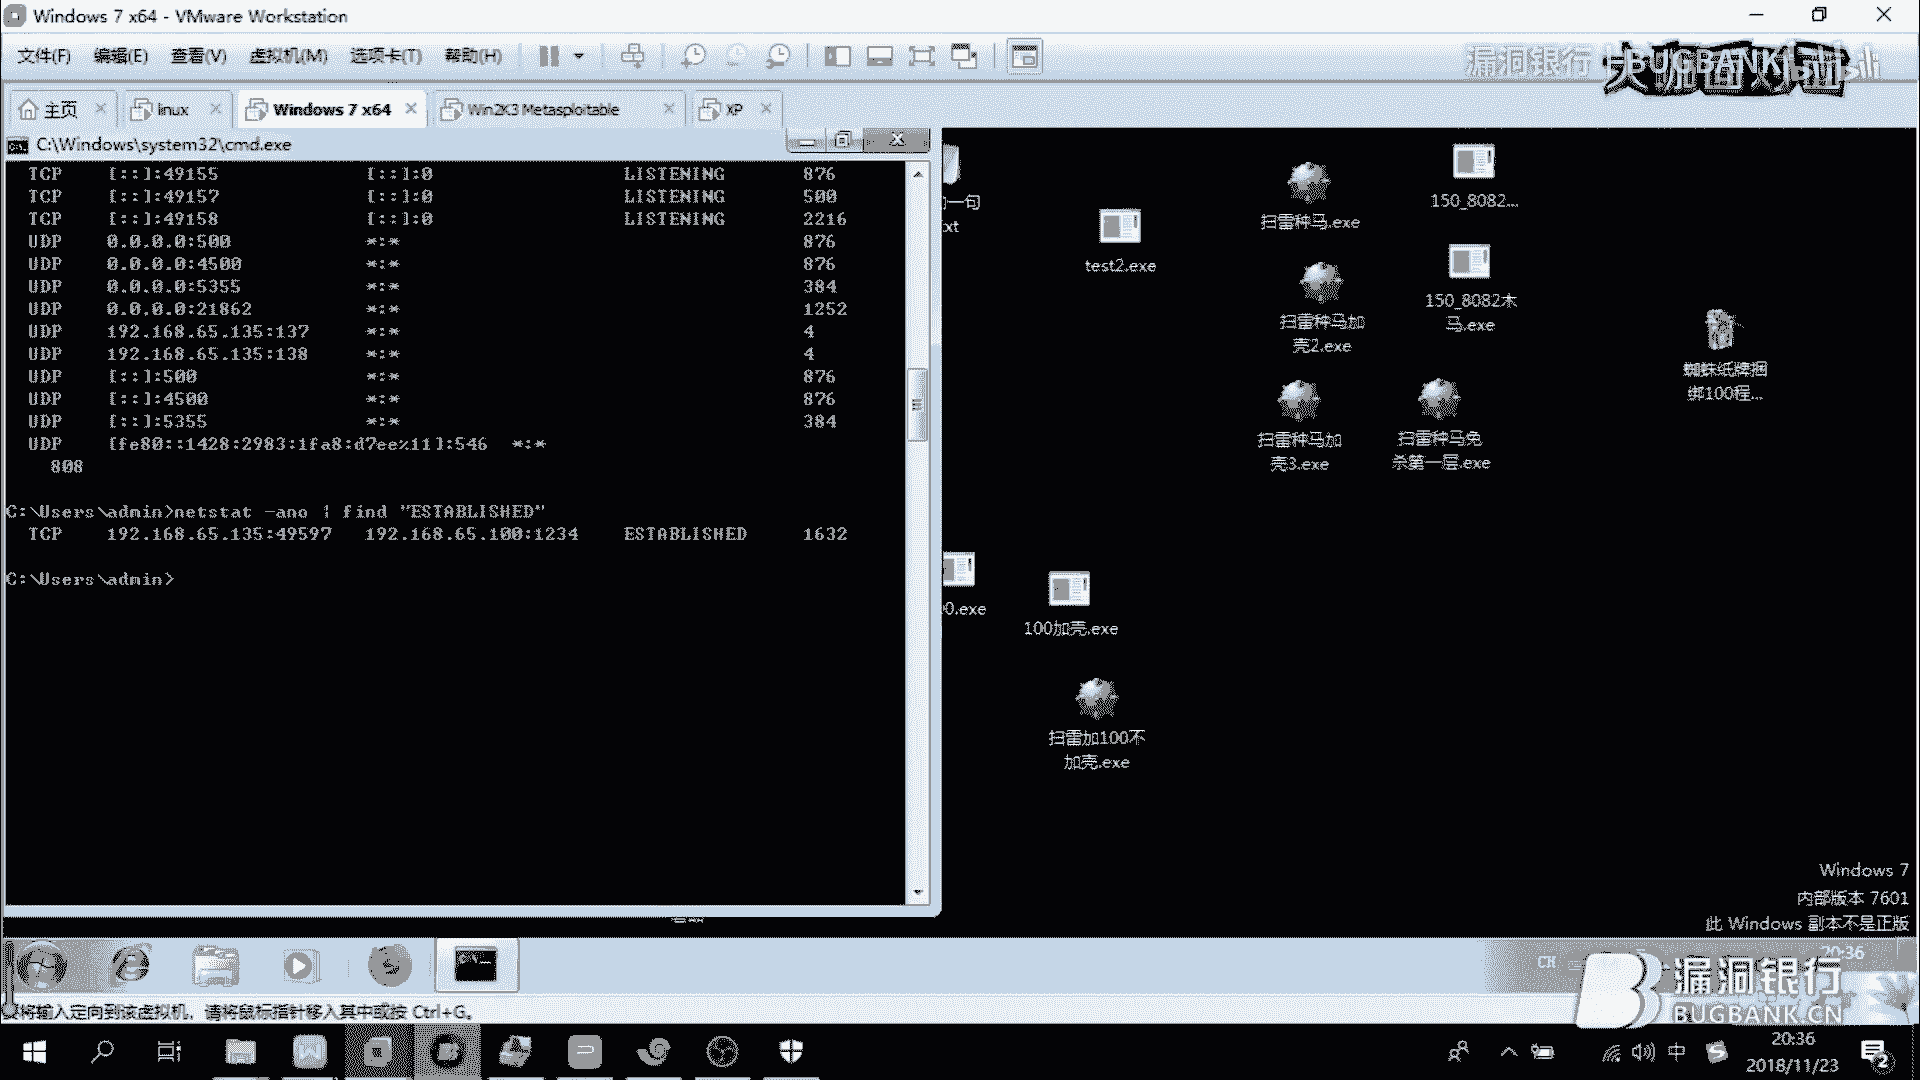 Windows 7 x64 - VMware Workstation
文件(F) 编辑(E) 查看(V) 虚拟机(M) 选项卡(T) 帮助(H)
漏洞银行
BUGBANK
主页 linux Windows 7 x64 Win2K3 Metasploitable XP
C:\Windows\system32\cmd.exe
TCP [::]:49155 [::]:0 LISTENING 876
TCP [::]:49157 [::]:0 LISTENING 500
TCP [::]:49158 [::]:0 LISTENING 2216
UDP 0.0.0.0:500 *:* 876
UDP 0.0.0.0:4500 *:* 876
UDP 0.0.0.0:5355 *:* 384
UDP 0.0.0.0:21862 *:* 1252
UDP 192.168.65.135:137 *:* 4
UDP 192.168.65.135:138 *:* 4
UDP [::]:500 *:* 876
UDP [::]:4500 *:* 876
UDP [::]:5355 *:* 384
UDP [fe80::1428:2983:1fa8:d7ee%11]:546 *:*
808
C:\Users\admin>netstat -ano | find "ESTABLISHED"
TCP 192.168.65.135:49597 192.168.65.100:1234 ESTABLISHED 1632
C:\Users\admin>
一句
xt
test2.exe
扫雷种马.exe
150_8082...
扫雷种马加
壳2.exe
150_8082木
马.exe
蜘蛛纸牌捆
绑100程...
扫雷种马加
壳3.exe
扫雷种马免
杀第一层.exe
0.exe
100加壳.exe
扫雷加100不
加壳.exe
Windows 7
内部版本 7601
此 Windows 副本不是正版
CH
20:36
漏洞银行
BUGBANK.CN
将输入定向到该虚拟机，请将鼠标指针移入其中或按 Ctrl+G。
中
20:36
2018/11/23
2